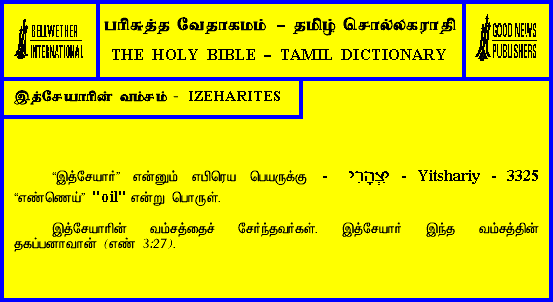 BELLWETHER
INTERNATIONAL
பரிசுத்த வேதாகமம் – தமிழ் சொல்லகராதி
THE HOLY BIBLE – TAMIL DICTIONARY
GOOD NEWS
PUBLISHERS
இத்சேயாரின் வம்சம் - IZEHARITES
“இத்சேயார்” என்னும் எபிரெய பெயருக்கு - יִצְהָרִי - Yitshariy - 3325
“எண்ணெய்” "oil" என்று பொருள்.
இத்சேயாரின் வம்சத்தைச் சேர்ந்தவர்கள். இத்சேயார் இந்த வம்சத்தின்
தகப்பனாவான் (எண் 3:27).